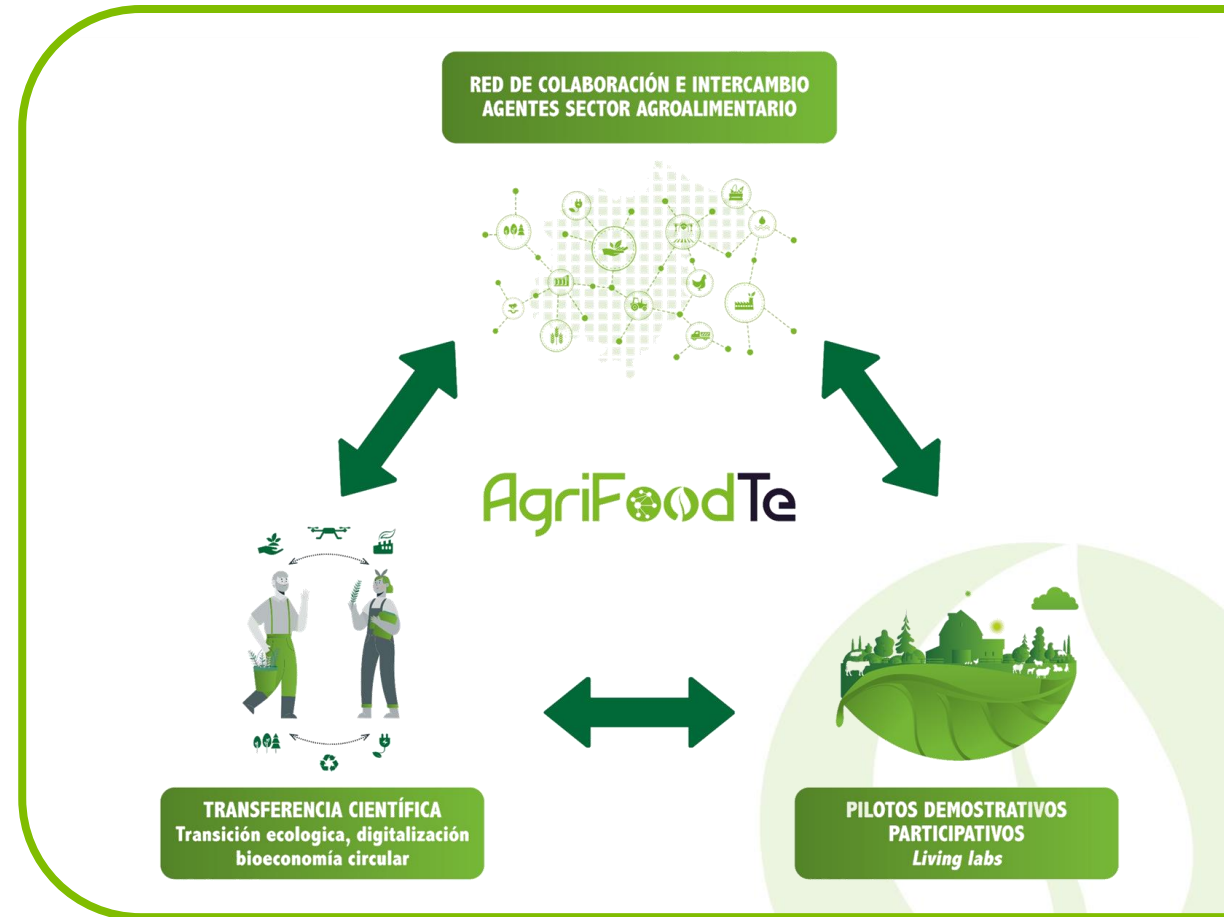 RED DE COLABORACIÓN E INTERCAMBIO
AGENTES SECTOR AGROALIMENTARIO
AgriFoodTe
TRANSFERENCIA CIENTÍFICA
Transición ecologica, digitalización
bioeconomía circular
PILOTOS DEMOSTRATIVOS
PARTICIPATIVOS
Living labs